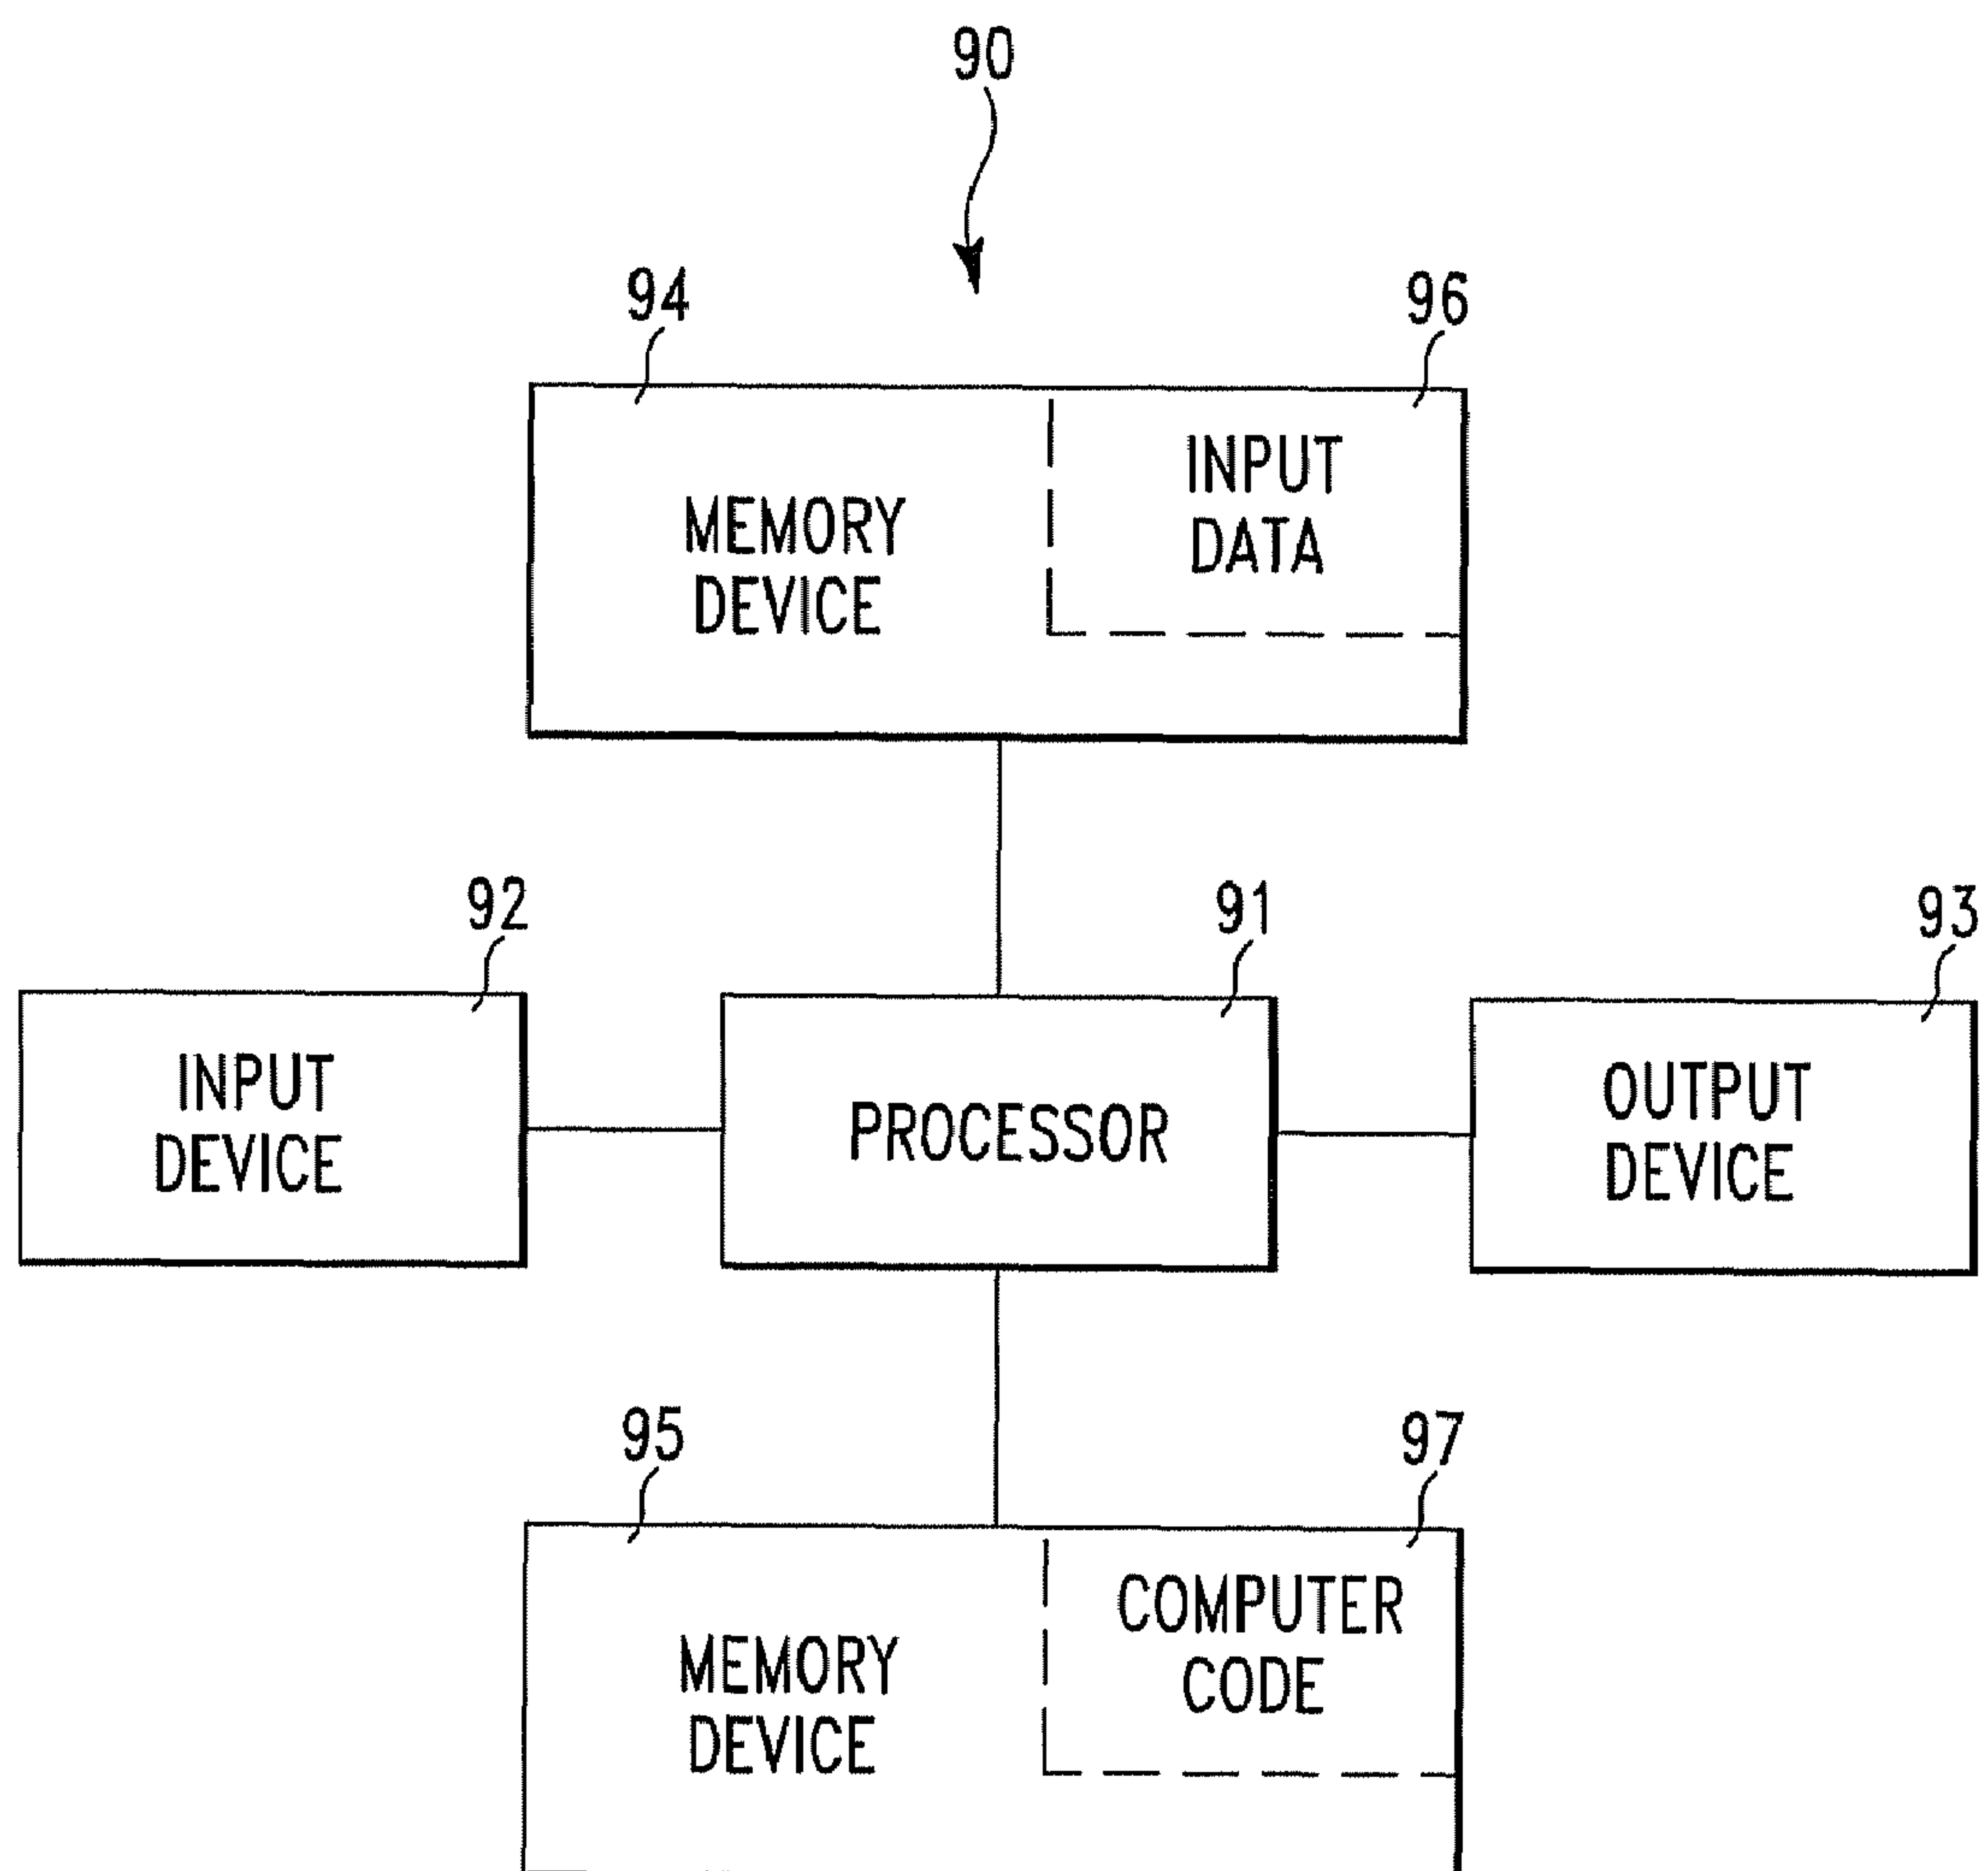 90
94
96
INPUT
DATA
MEMORY
DEVICE
92
91
93
INPUT
DEVICE
PROCESSOR
OUTPUT
DEVICE
95
97
COMPUTER
CODE
MEMORY
DEVICE